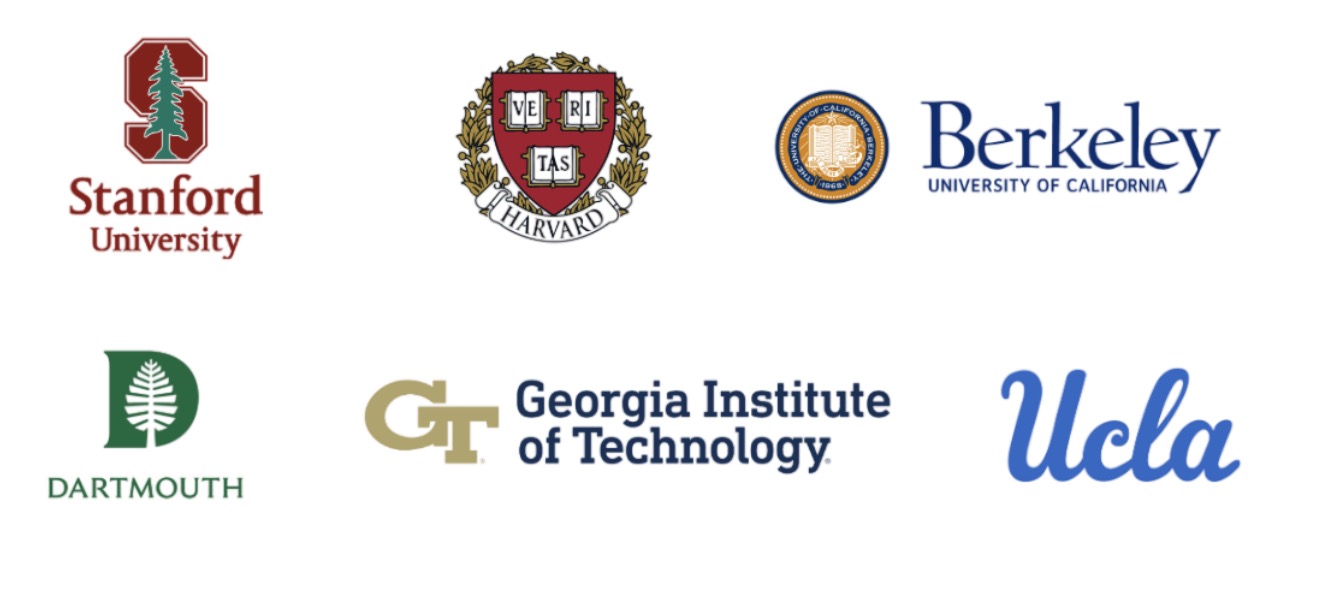 Stanford
University
VE RI
TAS
HARVARD
THE·UNIVERSITY·OF·CALIFORNIA·BERKELEY
·1868·
Berkeley
UNIVERSITY OF CALIFORNIA
D
DARTMOUTH
GT
Georgia Institute
of Technology
Ucla